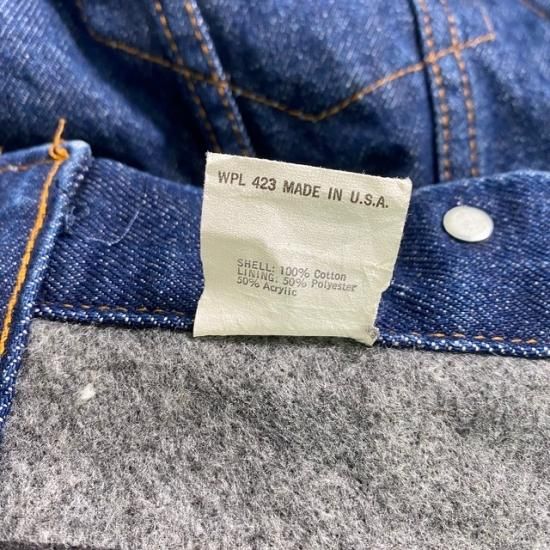 WPL 423 MADE IN U.S.A.
SHELL: 100% Cotton
LINING: 50% Polyester
50% Acrylic